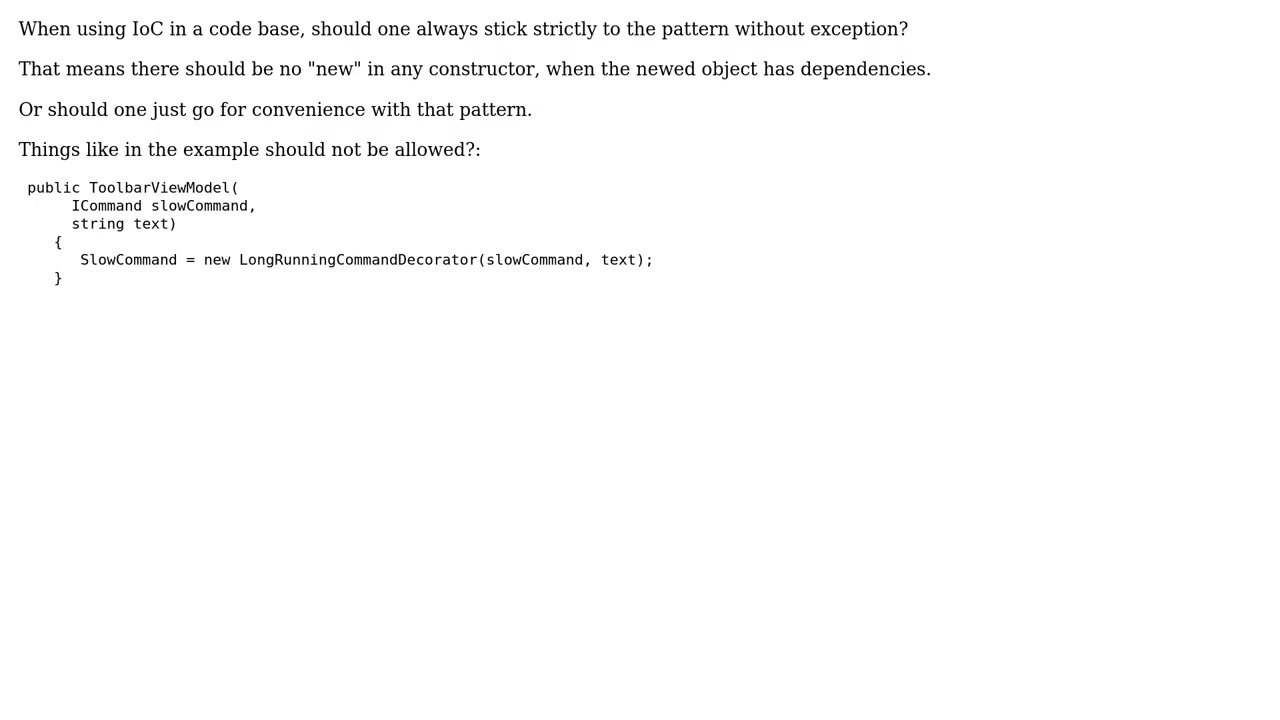 When using IoC in a code base, should one always stick strictly to the pattern without exception?
That means there should be no "new" in any constructor, when the newed object has dependencies.
Or should one just go for convenience with that pattern.
Things like in the example should not be allowed?:
public ToolbarViewModel(
ICommand slowCommand,
string text)
{
SlowCommand = new LongRunningCommandDecorator(slowCommand, text);
}